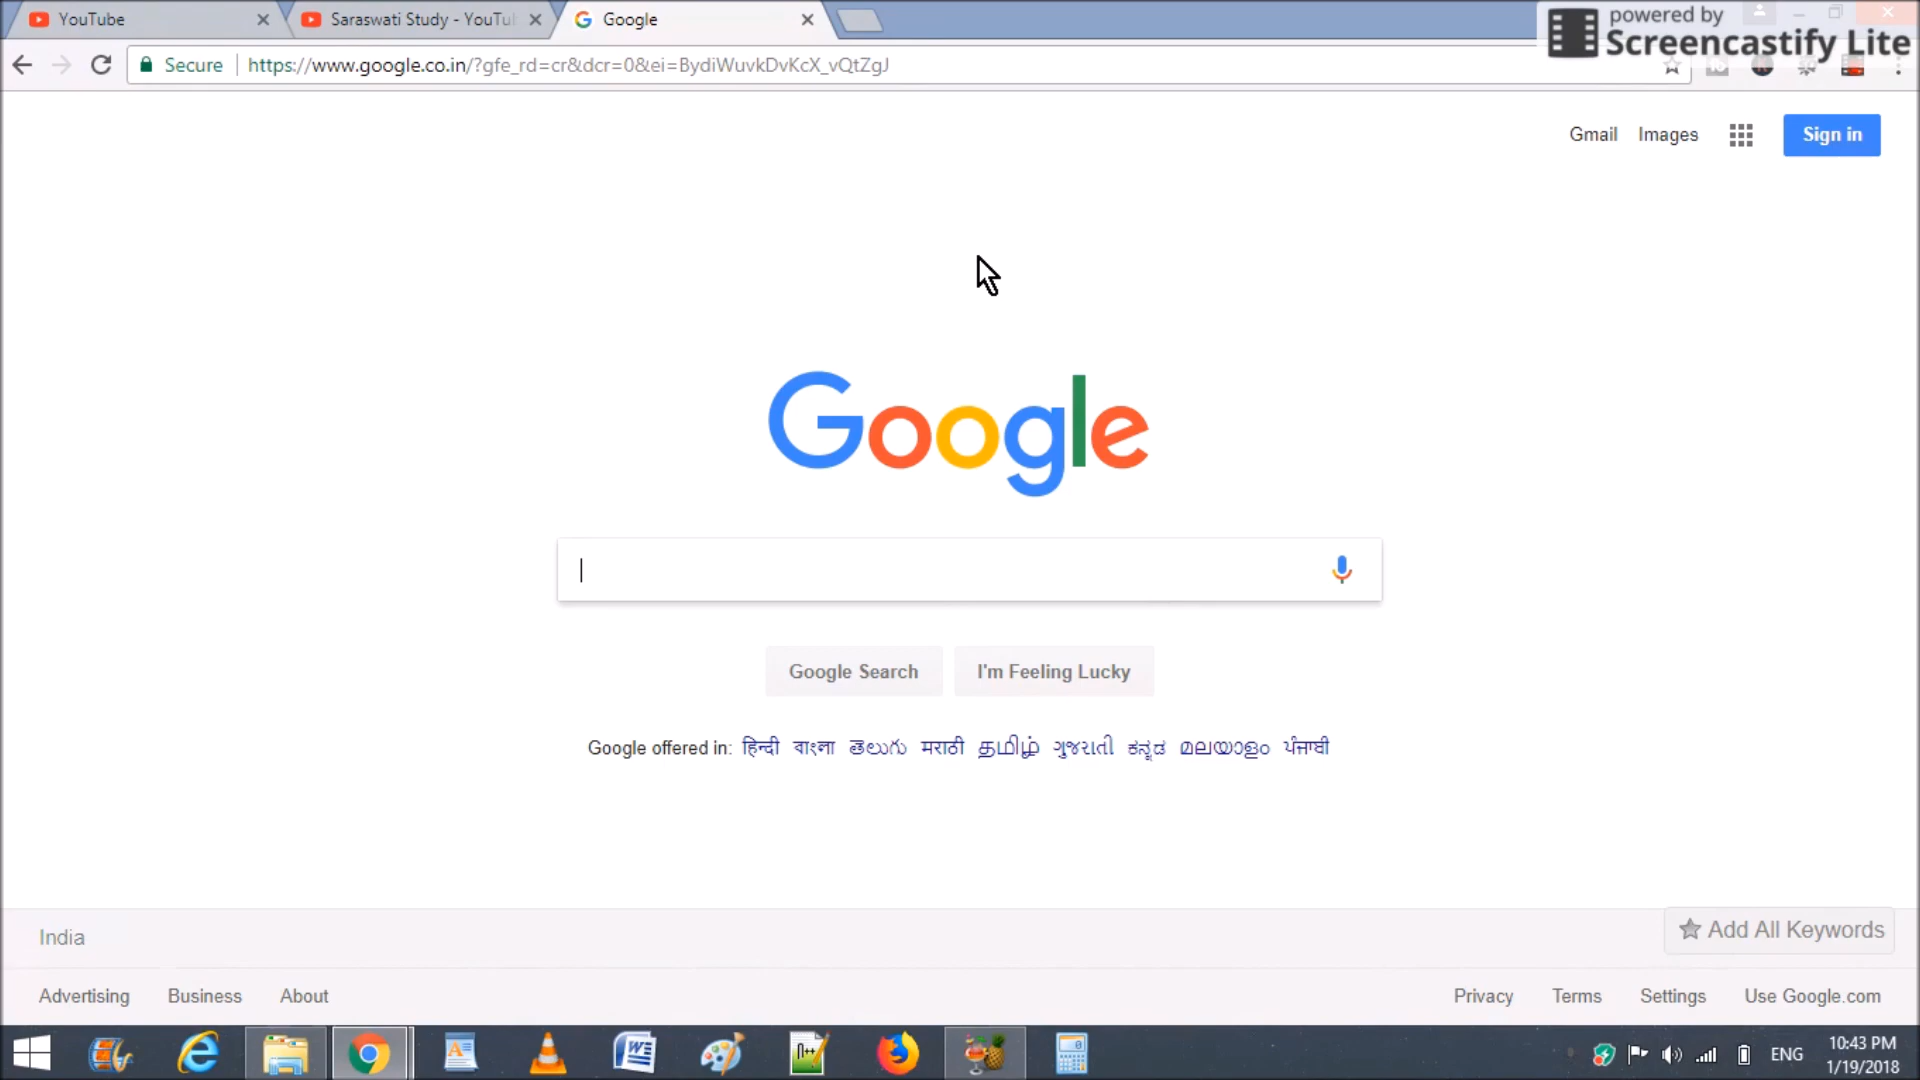 YouTube
Saraswati Study - YouTu
Google
powered by
Screencastify Lite
Secure
https://www.google.co.in/?gfe_rd=cr&dcr=0&ei=BydiWuvkDvKcX_vQtZgJ
Gmail Images Sign in
Google
Google Search I'm Feeling Lucky
Google offered in: हिन्दी বাংলা తెలుగు मराठी தமிழ் ગુજરાતી ಕನ್ನಡ മലയാളം ਪੰਜਾਬੀ
India
Add All Keywords
Advertising Business About Privacy Terms Settings Use Google.com
ENG
10:43 PM
1/19/2018